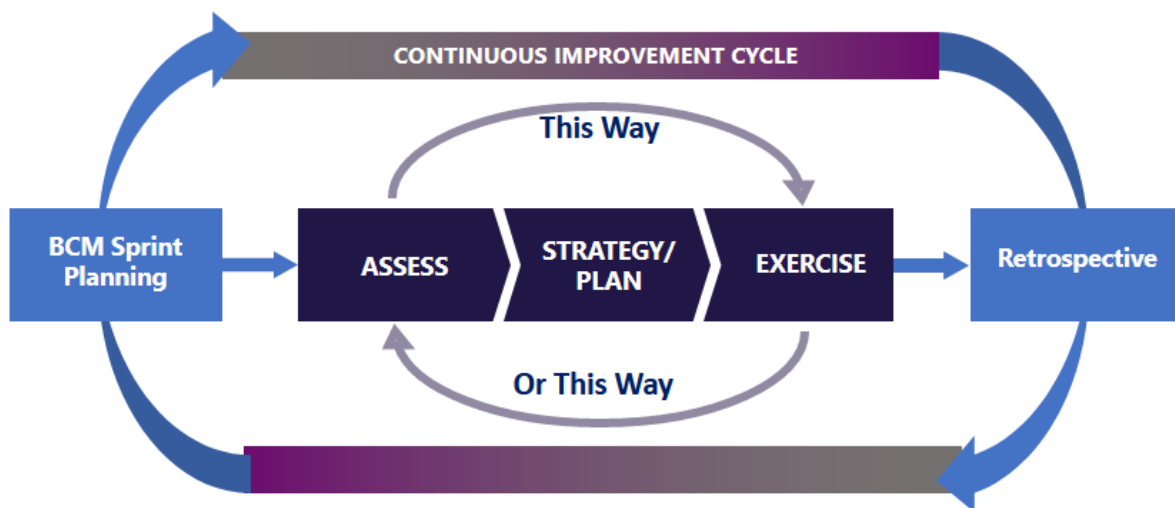 CONTINUOUS IMPROVEMENT CYCLE
This Way
BCM Sprint
Planning
ASSESS
STRATEGY/
PLAN
EXERCISE
Retrospective
Or This Way